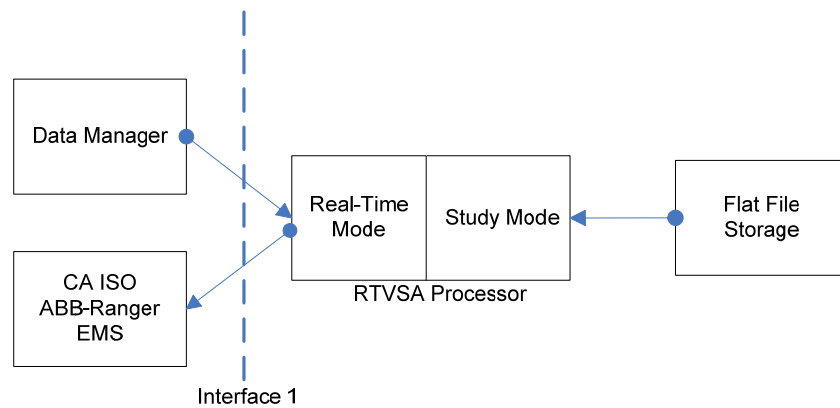 Data Manager
CA ISO
ABB-Ranger
EMS
Interface 1
Real-Time
Mode
Study Mode
RTVSA Processor
Flat File
Storage